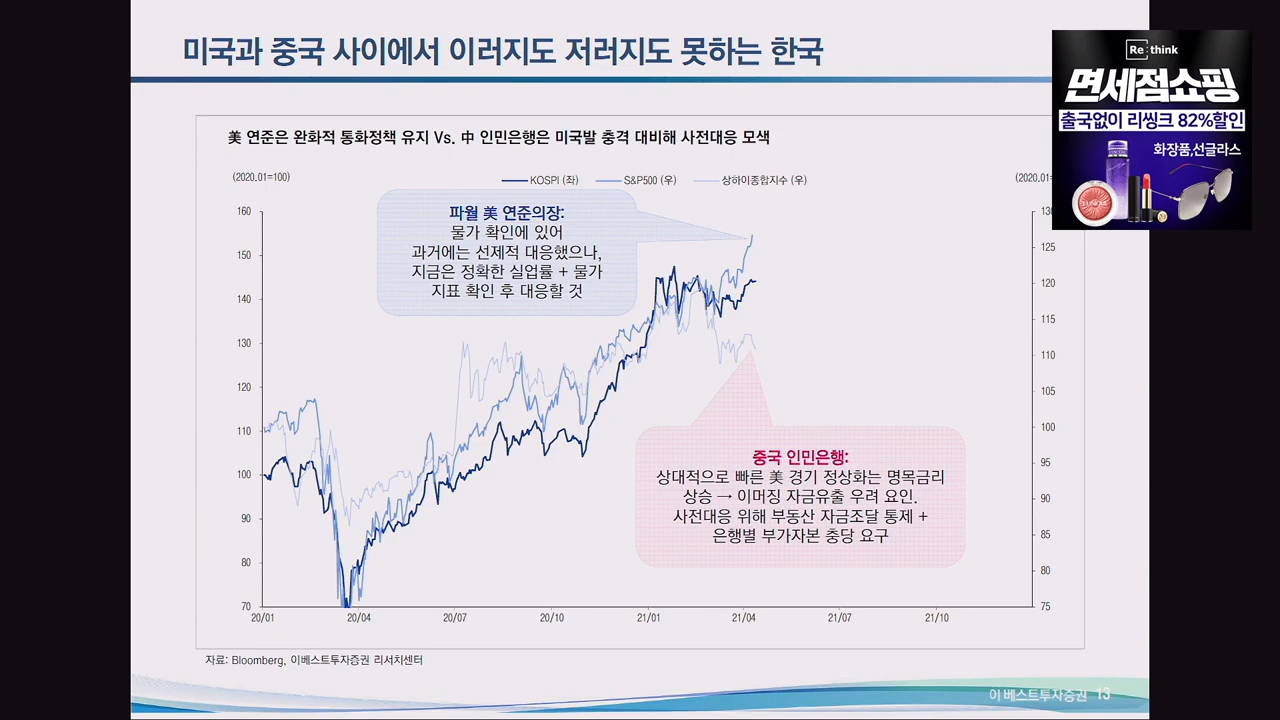 미국과 중국 사이에서 이러지도 저러지도 못하는 한국
Re:think
면세점쇼핑
출국없이 리씽크 82%할인
화장품,선글라스
美 연준은 완화적 통화정책 유지 Vs. 中 인민은행은 미국발 충격 대비해 사전대응 모색
(2020.01=100)
KOSPI (좌)
S&P500 (우)
상하이종합지수 (우)
(2020.01=
160
150
140
130
120
110
100
90
80
70
130
125
120
115
110
105
100
95
90
85
80
75
파월 美 연준의장:
물가 확인에 있어
과거에는 선제적 대응했으나,
지금은 정확한 실업률 + 물가
지표 확인 후 대응할 것
중국 인민은행:
상대적으로 빠른 美 경기 정상화는 명목금리
상승 → 이머징 자금유출 우려 요인.
사전대응 위해 부동산 자금조달 통제 +
은행별 부가자본 충당 요구
20/01
20/04
20/07
20/10
21/01
21/04
21/07
21/10
자료: Bloomberg, 이베스트투자증권 리서치센터
이베스트투자증권 13